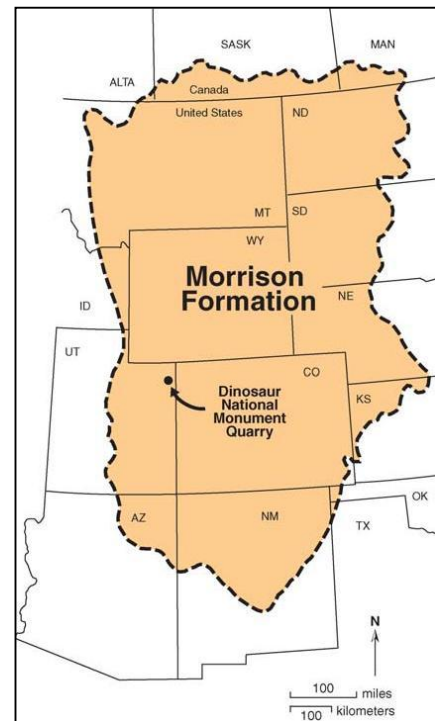 SASK
MAN
ALTA
Canada
United States
ND
MT
SD
WY
Morrison
Formation
ID
NE
UT
CO
Dinosaur
National
Monument
Quarry
KS
AZ
NM
OK
TX
N
100 miles
100 kilometers